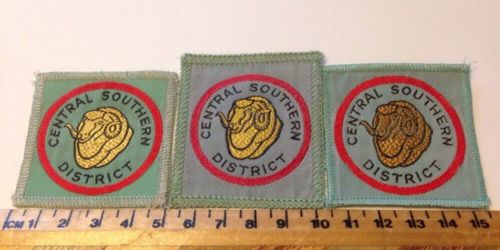 CENTRAL SOUTHERN
DISTRICT
CENTRAL SOUTHERN
DISTRICT
CENTRAL SOUTHERN
DISTRICT
CM 1 2 3 4 5 6 7 8 9 10 11 12 13 14 15